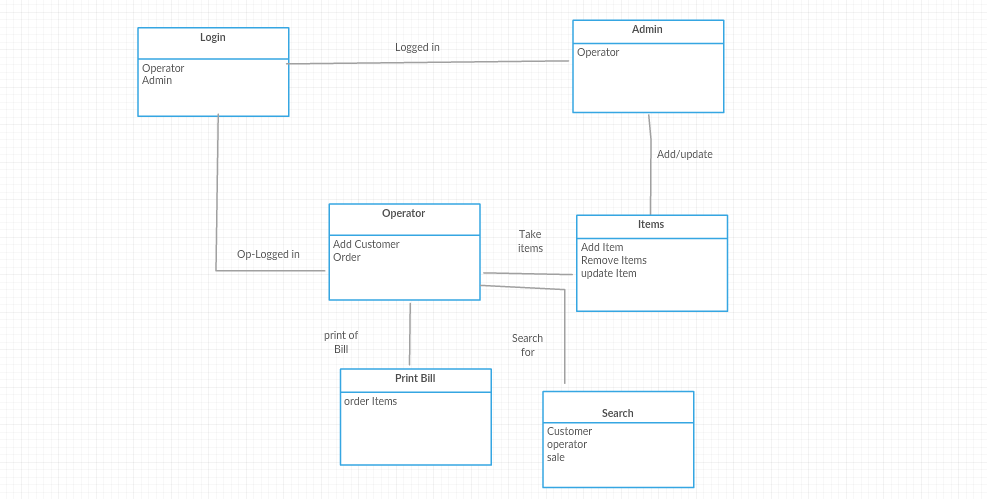 Login
Operator
Admin
Logged in
Admin
Operator
Add/update
Operator
Add Customer
Order
Op-Logged in
Take
items
Items
Add Item
Remove Items
update Item
print of
Bill
Search
for
Print Bill
order Items
Search
Customer
operator
sale